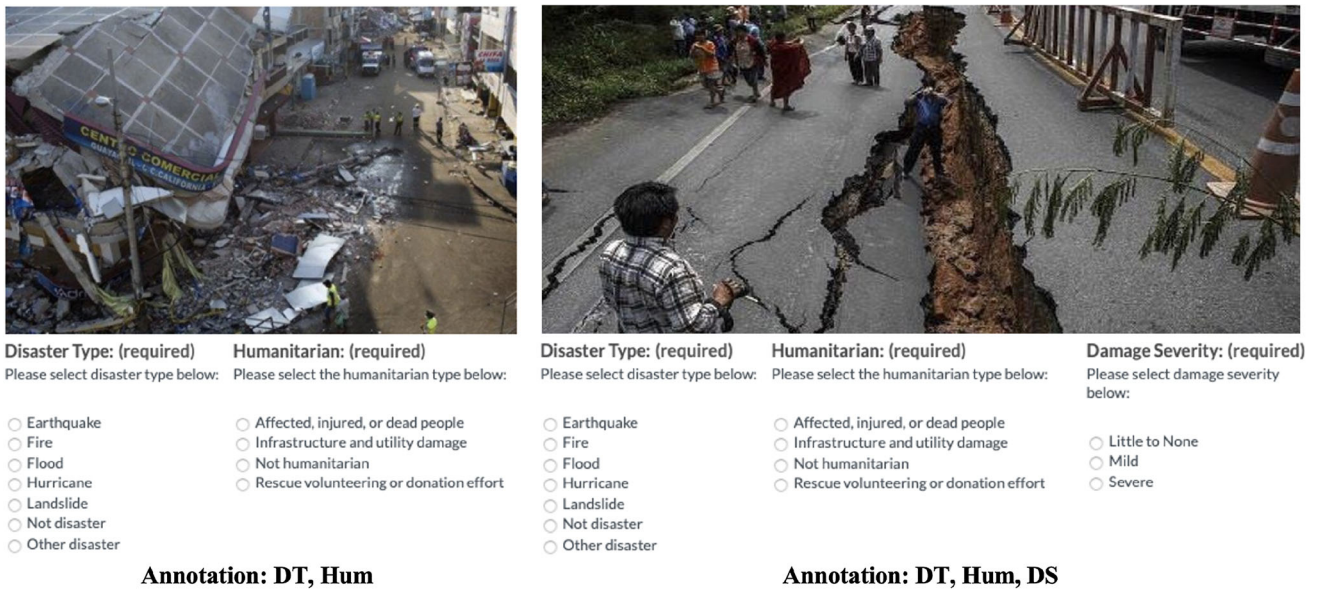 CENTRO COMERCIAL
C.CALIFORNIA
Disaster Type: (required)
Please select disaster type below:
Earthquake
Fire
Flood
Hurricane
Landslide
Not disaster
Other disaster
Humanitarian: (required)
Please select the humanitarian type below:
Affected, injured, or dead people
Infrastructure and utility damage
Not humanitarian
Rescue volunteering or donation effort
Annotation: DT, Hum
Disaster Type: (required)
Please select disaster type below:
Earthquake
Fire
Flood
Hurricane
Landslide
Not disaster
Other disaster
Humanitarian: (required)
Please select the humanitarian type below:
Affected, injured, or dead people
Infrastructure and utility damage
Not humanitarian
Rescue volunteering or donation effort
Damage Severity: (required)
Please select damage severity
below:
Little to None
Mild
Severe
Annotation: DT, Hum, DS